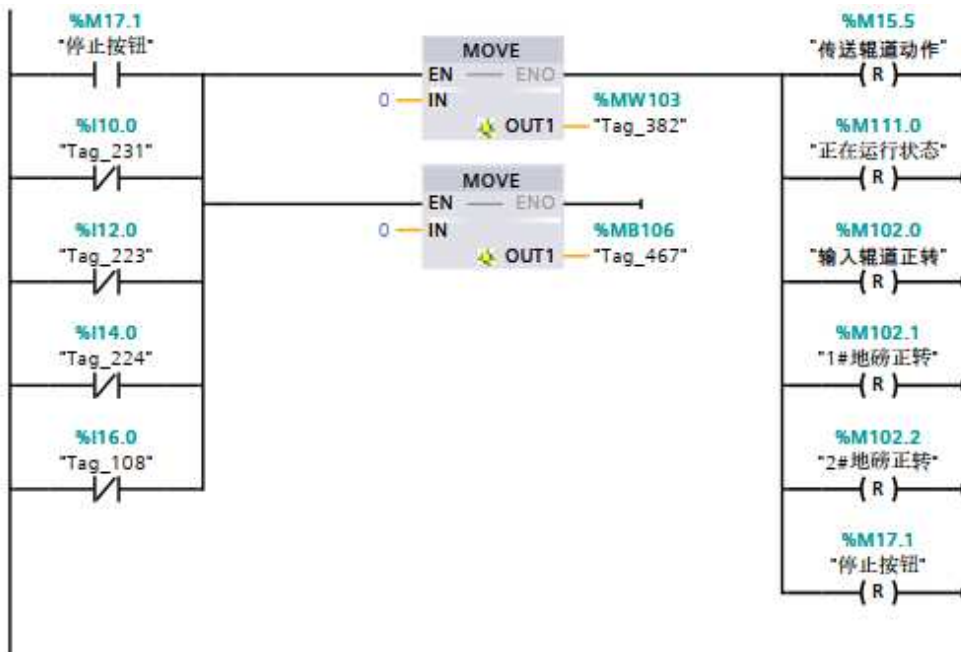 %M17.1
"停止按钮"
%I10.0
"Tag_231"
%I12.0
"Tag_223"
%I14.0
"Tag_224"
%I16.0
"Tag_108"
MOVE
EN ENO
0 IN
OUT1
%MW103
"Tag_382"
MOVE
EN ENO
0 IN
OUT1
%MB106
"Tag_467"
%M15.5
"传送辊道动作"
R
%M111.0
"正在运行状态"
R
%M102.0
"输入辊道正转"
R
%M102.1
"1#地磅正转"
R
%M102.2
"2#地磅正转"
R
%M17.1
"停止按钮"
R